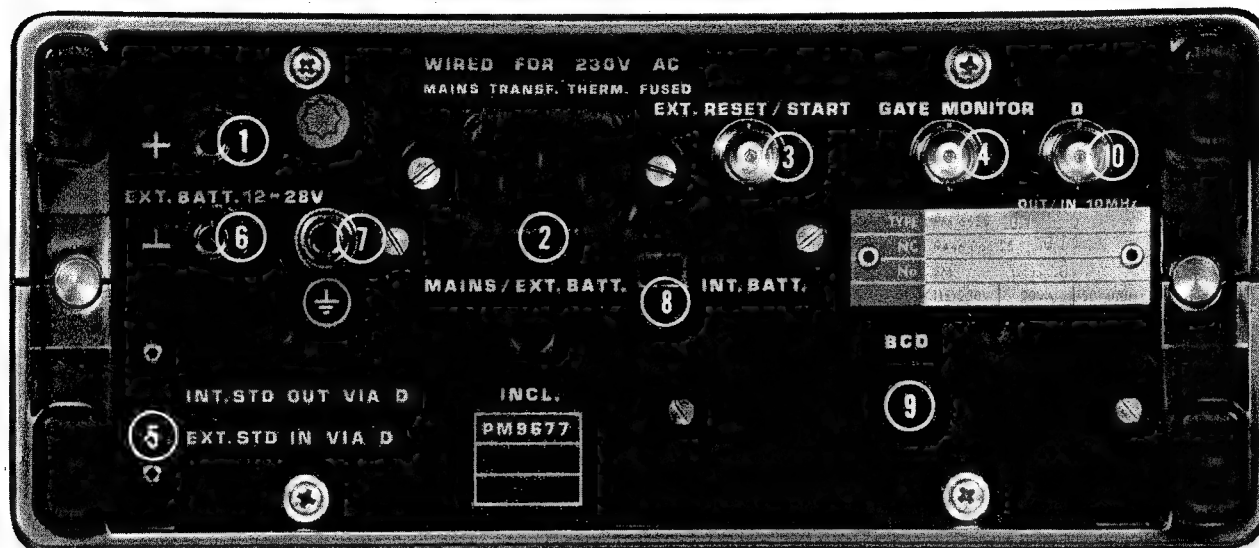 WIRED FOR 230V AC
MAINS TRANSF. THERM. FUSED
EXT. RESET / START
GATE MONITOR
D
+
1
3
4
10
EXT. BATT. 12-28V
OUT/IN 10MHz
6
7
2
TYPE
NC
No
MAINS / EXT. BATT.
8
INT. BATT.
BCD
INT. STD OUT VIA D
INCL.
9
5
EXT. STD IN VIA D
PM9677